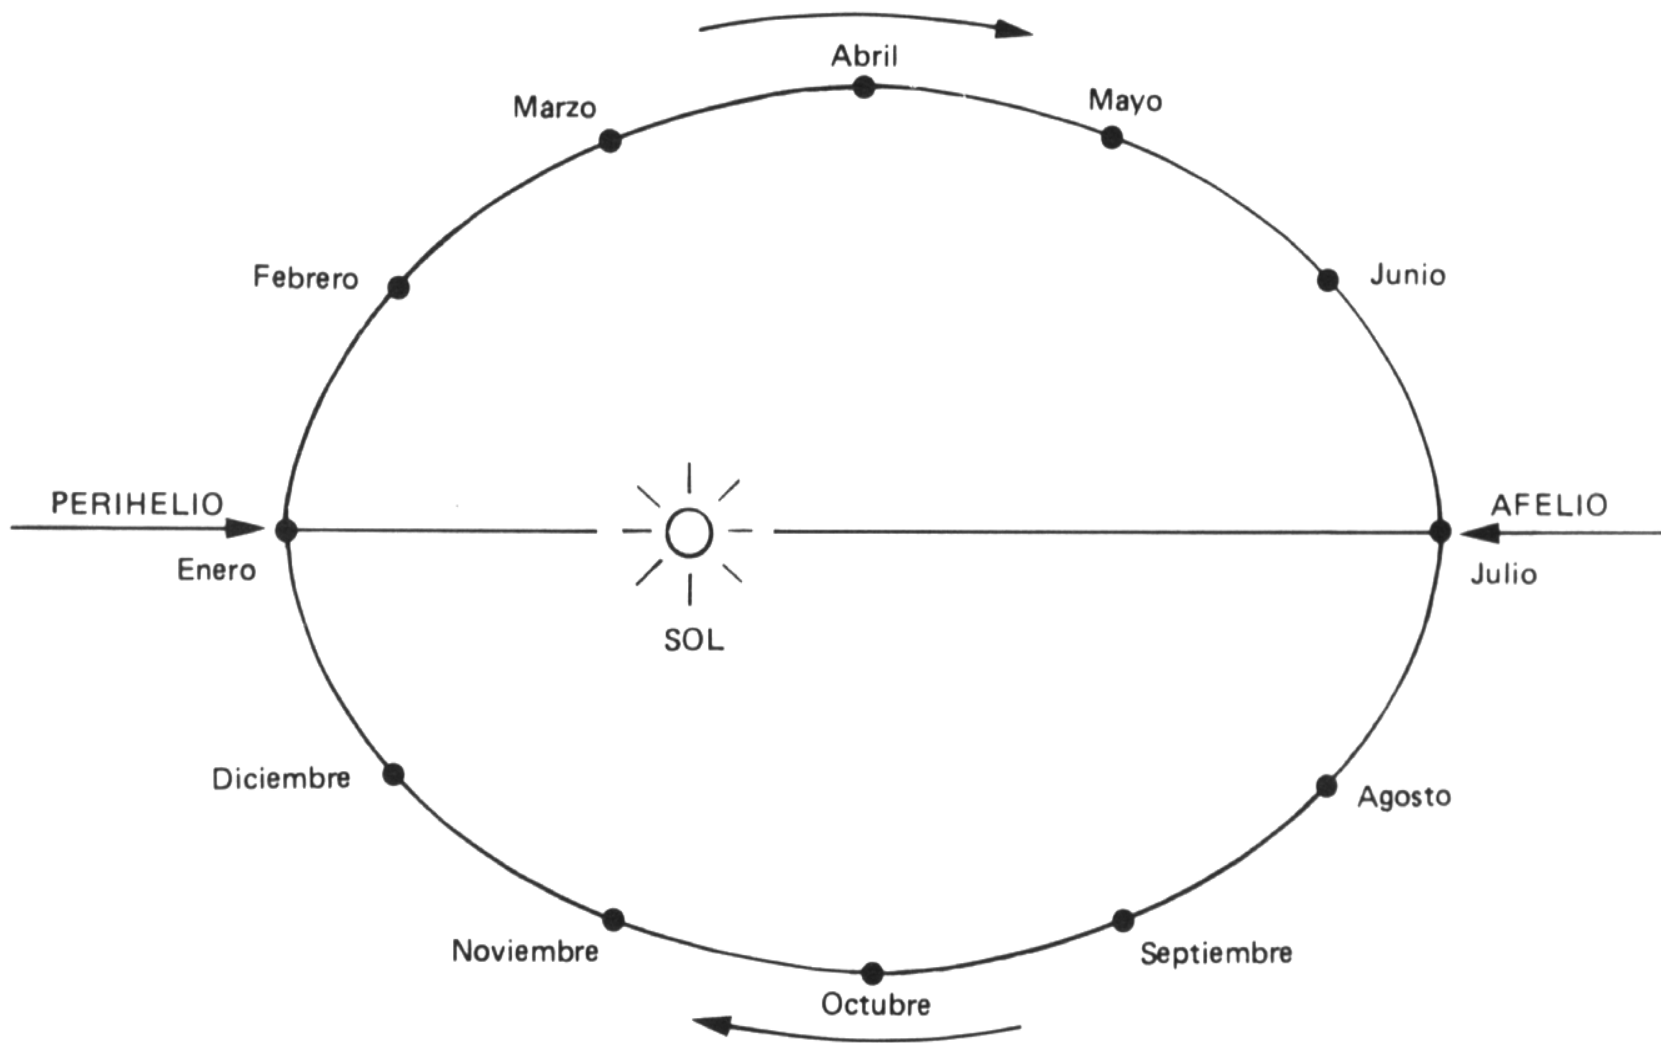 Abril
Marzo
Mayo
Febrero
Junio
PERIHELIO
AFELIO
Enero
Julio
SOL
Diciembre
Agosto
Noviembre
Septiembre
Octubre